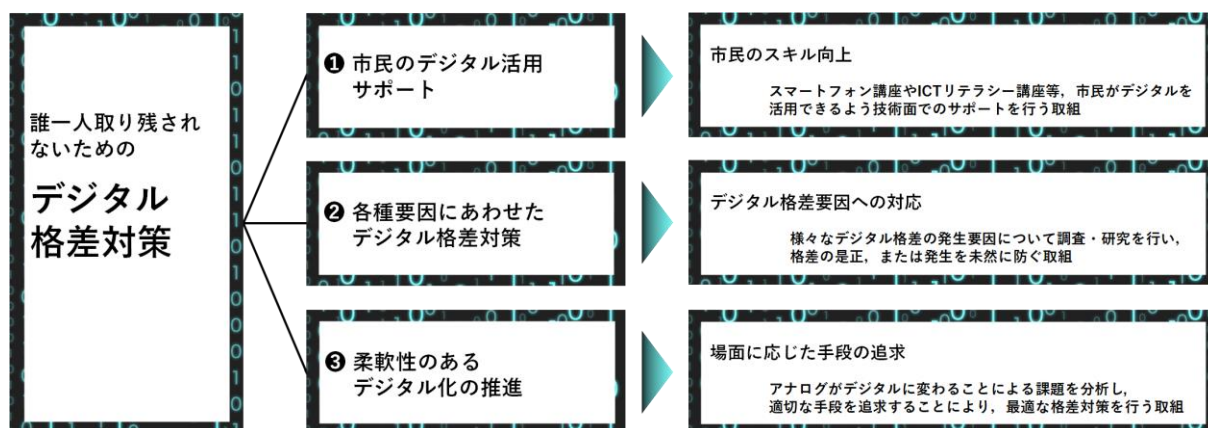 誰一人取り残され
ないための
デジタル
格差対策
❶ 市民のデジタル活用
サポート
市民のスキル向上
スマートフォン講座やICTリテラシー講座等，市民がデジタルを
活用できるよう技術面でのサポートを行う取組
❷ 各種要因にあわせた
デジタル格差対策
デジタル格差要因への対応
様々なデジタル格差の発生要因について調査・研究を行い，
格差の是正，または発生を未然に防ぐ取組
❸ 柔軟性のある
デジタル化の推進
場面に応じた手段の追求
アナログがデジタルに変わることによる課題を分析し，
適切な手段を追求することにより，最適な格差対策を行う取組